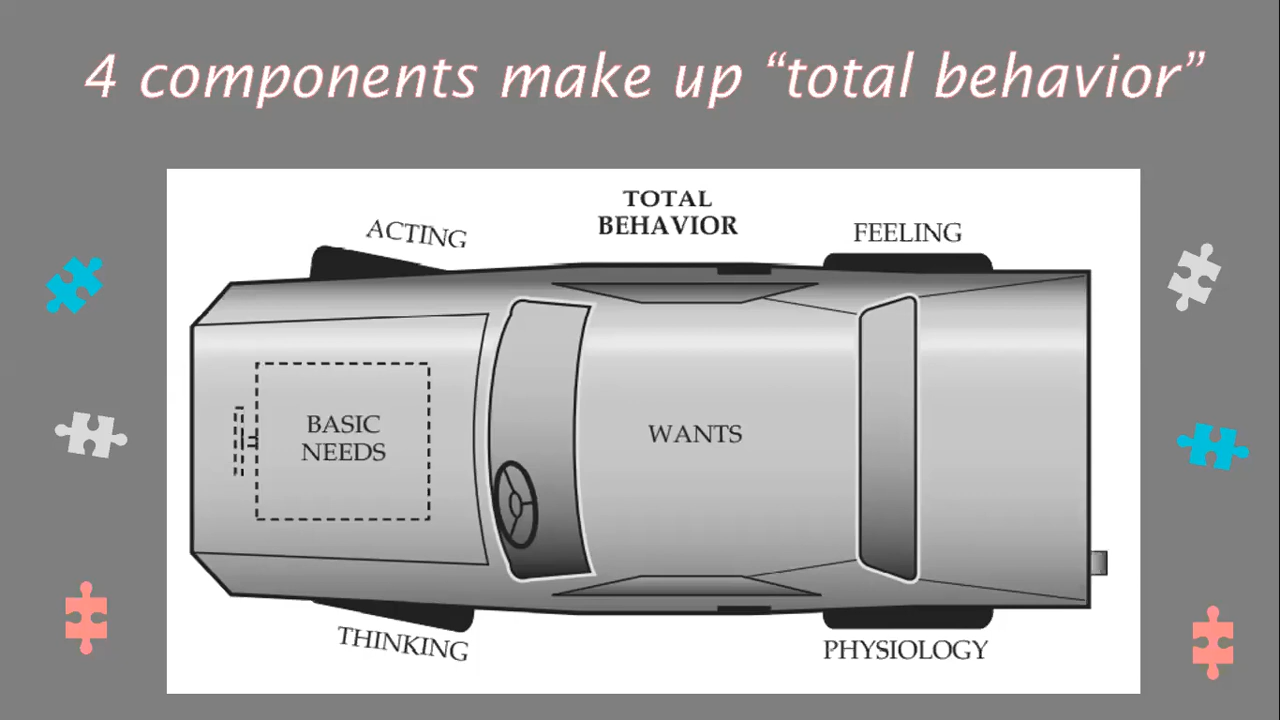 4 components make up “total behavior”
TOTAL
BEHAVIOR
ACTING
FEELING
BASIC
NEEDS
WANTS
THINKING
PHYSIOLOGY